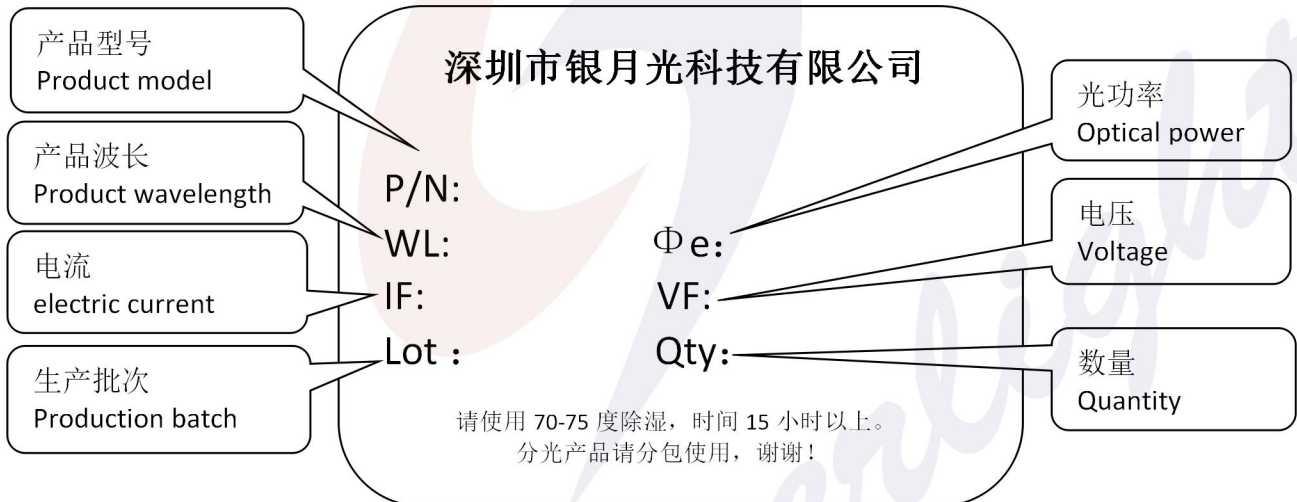 产品型号
Product model
产品波长
Product wavelength
电流
electric current
生产批次
Production batch
深圳市银月光科技有限公司
P/N:
WL:
Φe:
IF:
VF:
Lot：
Qty:
请使用 70-75 度除湿，时间 15 小时以上。
分光产品请分包使用，谢谢！
光功率
Optical power
电压
Voltage
数量
Quantity